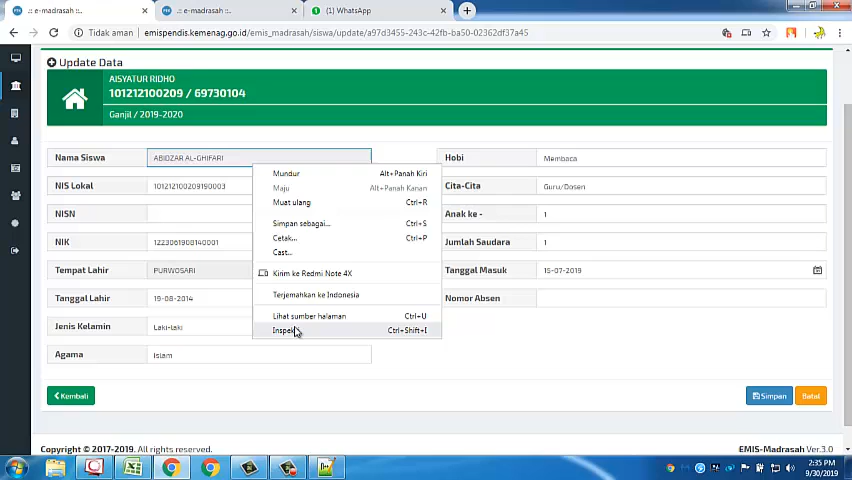 .:: e-madrasah ::.
.:: e-madrasah ::.
(1) WhatsApp
Tidak aman
emispendis.kemenag.go.id/emis_madrasah/siswa/update/a97d3455-243c-42fb-ba50-02362df37a45
Update Data
AISYATUR RIDHO
101212100209 / 69730104
Ganjil / 2019-2020
Nama Siswa
ABIDZAR AL-GHIFARI
Hobi
Membaca
NIS Lokal
101212100209190003
Cita-Cita
Guru/Dosen
NISN
Anak ke -
1
NIK
1223061908140001
Jumlah Saudara
1
Tempat Lahir
PURWOSARI
Tanggal Masuk
15-07-2019
Tanggal Lahir
19-08-2014
Nomor Absen
Jenis Kelamin
Laki-laki
Agama
Islam
Mundur Alt+Panah Kiri
Maju Alt+Panah Kanan
Muat ulang Ctrl+R
Simpan sebagai... Ctrl+S
Cetak... Ctrl+P
Cast...
Kirim ke Redmi Note 4X
Terjemahkan ke Indonesia
Lihat sumber halaman Ctrl+U
Inspek Ctrl+Shift+I
Kembali
Simpan
Batal
Copyright © 2017-2019. All rights reserved.
EMIS-Madrasah Ver.3.0
2:35 PM
9/30/2019